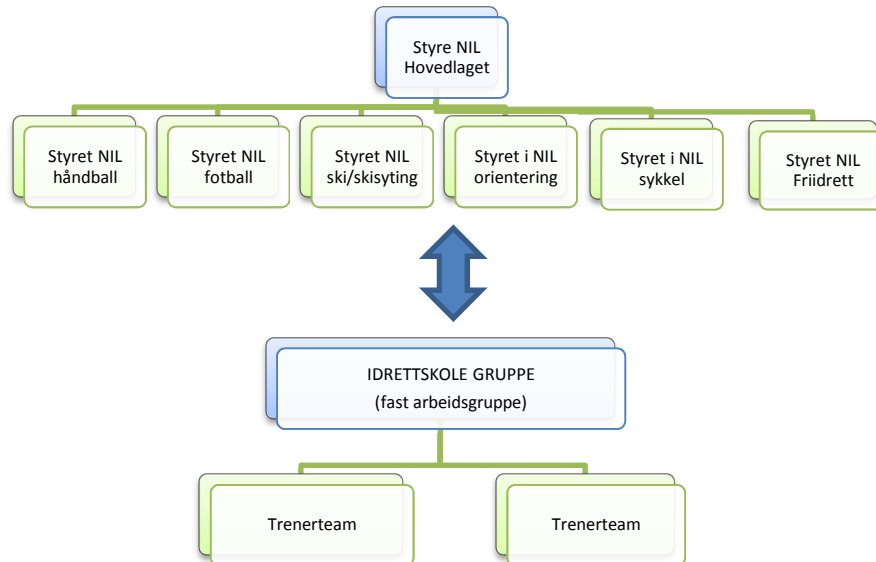 Styre NIL
Hovedlaget
Styret NIL
håndball
Styret NIL
fotball
Styret NIL
ski/skisyting
Styret i NIL
orientering
Styret i NIL
sykkel
Styret NIL
Friidrett
IDRETTSKOLE GRUPPE
(fast arbeidsgruppe)
Trenerteam
Trenerteam